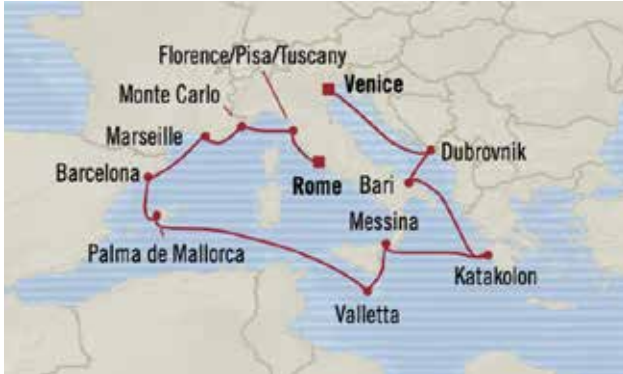 Florence/Pisa/Tuscany
Monte Carlo
Venice
Marseille
Dubrovnik
Barcelona
Rome
Bari
Messina
Palma de Mallorca
Katakolon
Valletta